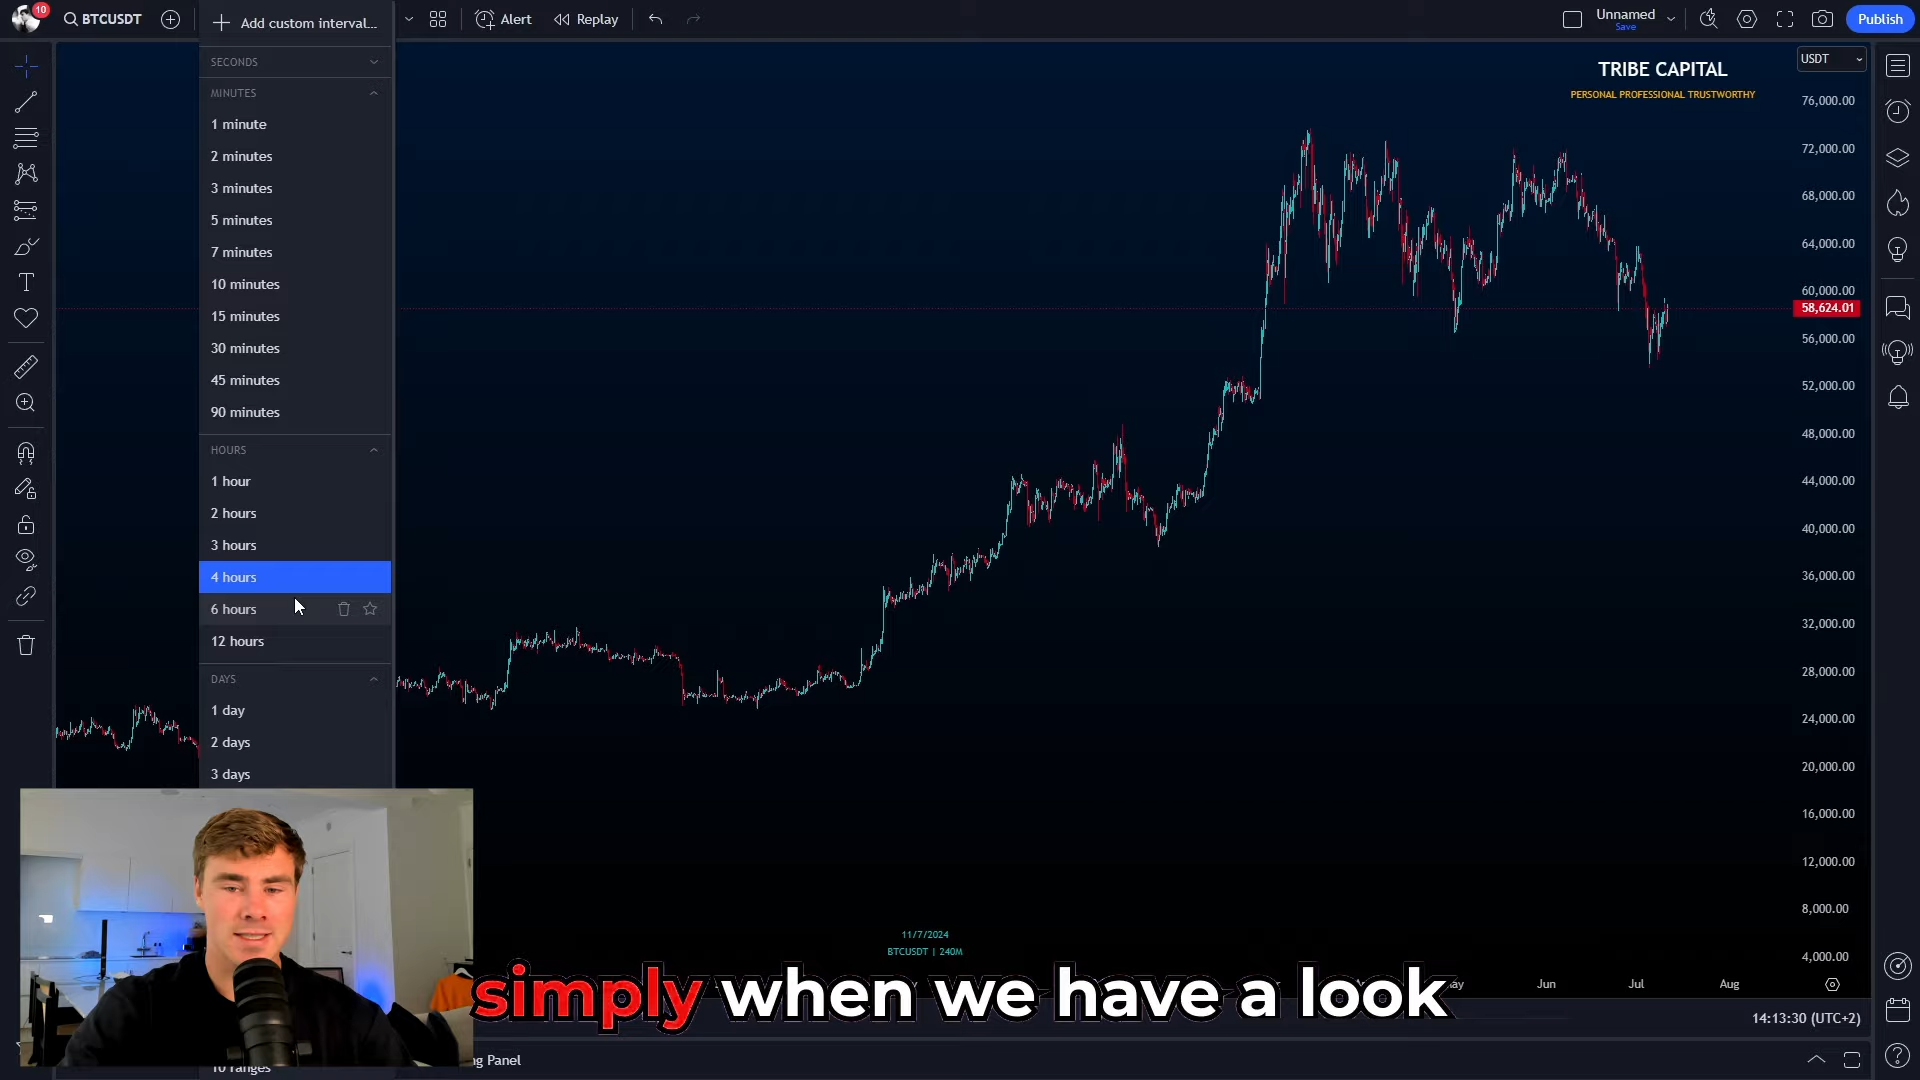 10
BTCUSDT
Add custom interval...
Alert
Replay
Unnamed
Save
Publish
SECONDS
MINUTES
1 minute
2 minutes
3 minutes
5 minutes
7 minutes
10 minutes
15 minutes
30 minutes
45 minutes
90 minutes
HOURS
1 hour
2 hours
3 hours
4 hours
6 hours
12 hours
DAYS
1 day
2 days
3 days
10 ranges
TRIBE CAPITAL
PERSONAL PROFESSIONAL TRUSTWORTHY
USDT
76,000.00
72,000.00
68,000.00
64,000.00
60,000.00
58,624.01
56,000.00
52,000.00
48,000.00
44,000.00
40,000.00
36,000.00
32,000.00
28,000.00
24,000.00
20,000.00
16,000.00
12,000.00
8,000.00
4,000.00
11/7/2024
BTCUSDT | 240M
simply when we have a look
Jun
Jul
Aug
14:13:30 (UTC+2)
Panel